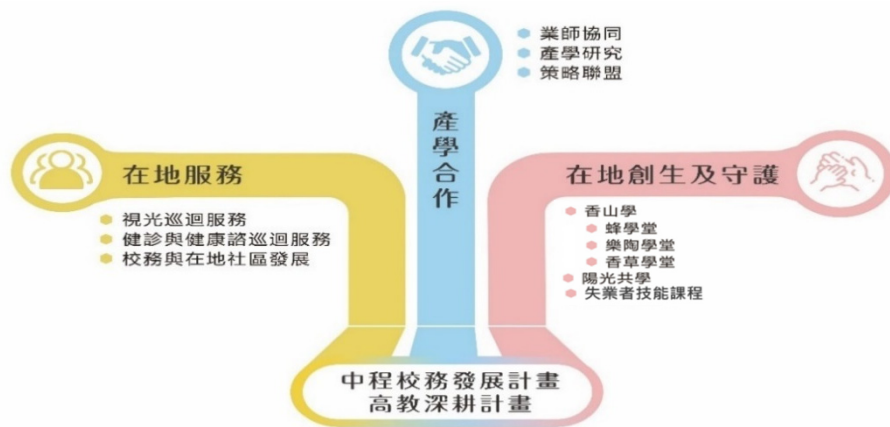 業師協同
產學研究
策略聯盟
產學合作
在地服務
視光巡迴服務
健診與健康諮巡迴服務
校務與在地社區發展
在地創生及守護
香山學
蜂學堂
樂陶學堂
香草學堂
陽光共學
失業者技能課程
中程校務發展計畫
高教深耕計畫